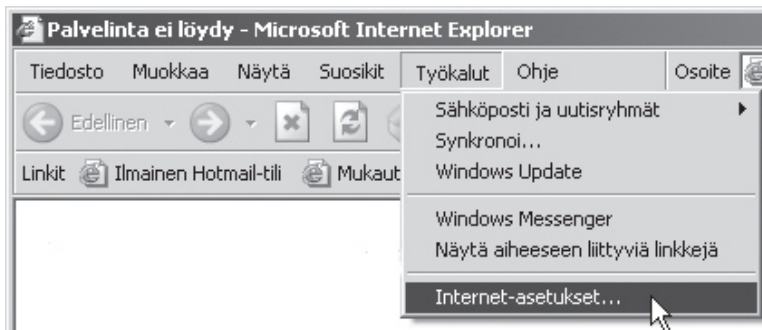 Palvelinta ei löydy - Microsoft Internet Explorer
Tiedosto Muokkaa Näytä Suosikit Työkalut Ohje Osoite
Edellinen
Linkit Ilmainen Hotmail-tili Mukaut
Sähköposti ja uutisryhmät
Synkronoi...
Windows Update
Windows Messenger
Näytä aiheeseen liittyviä linkkejä
Internet-asetukset...